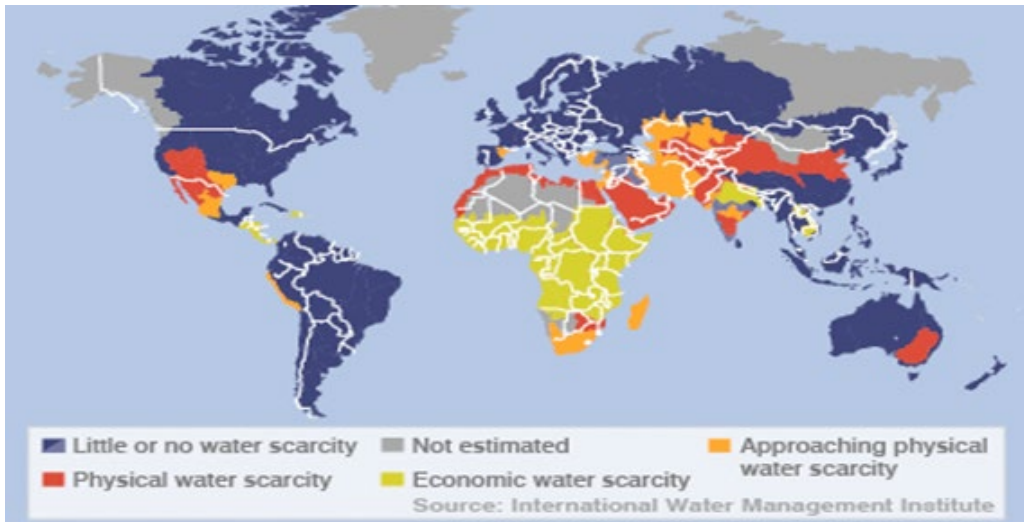 Little or no water scarcity
Not estimated
Approaching physical
water scarcity
Physical water scarcity
Economic water scarcity
Source: International Water Management Institute